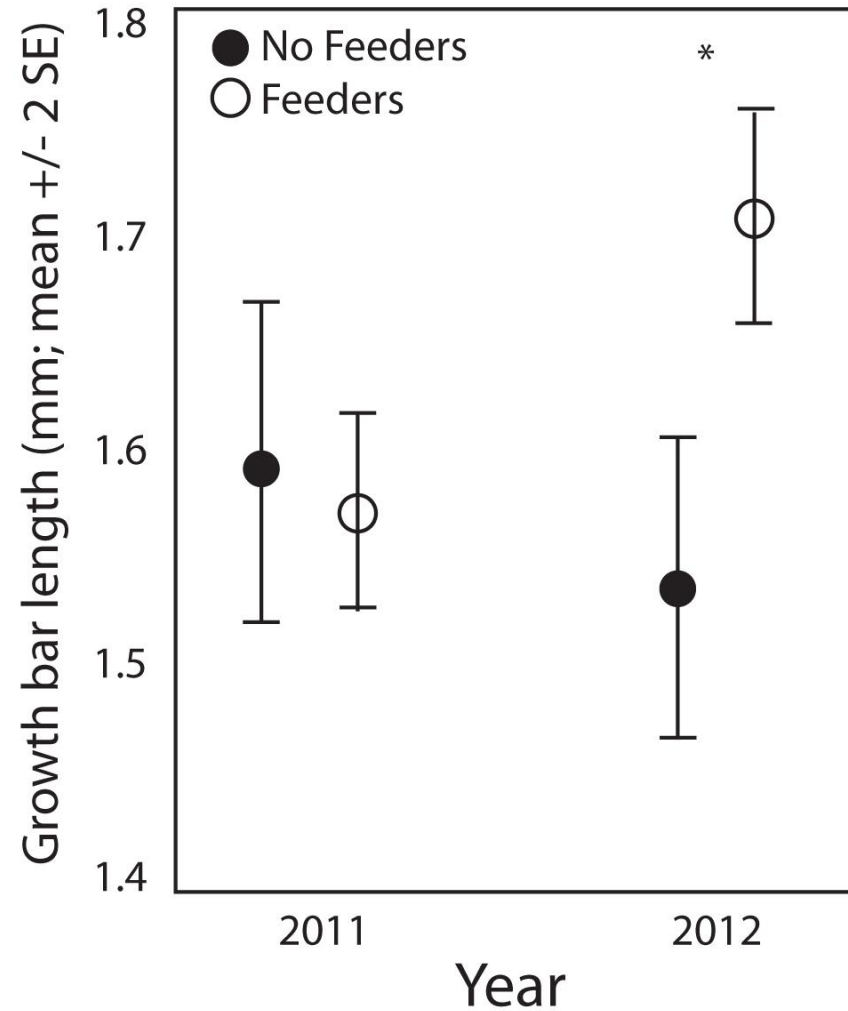 Growth bar length (mm; mean +/- 2 SE)
1.8
1.7
1.6
1.5
1.4
No Feeders
Feeders
*
2011
2012
Year